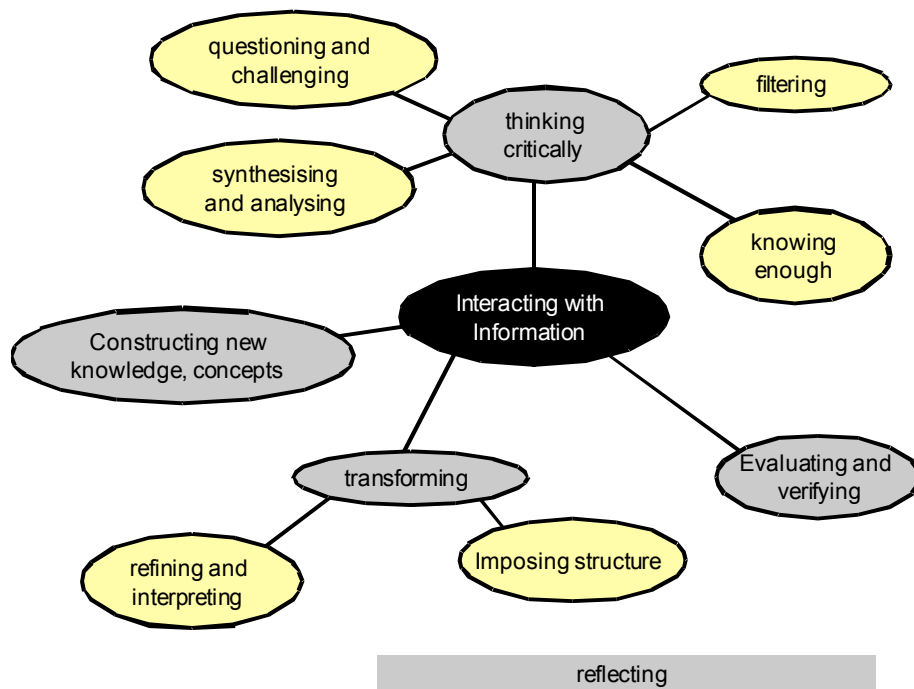 questioning and
challenging
filtering
thinking
critically
synthesising
and analysing
knowing
enough
Interacting with
Information
Constructing new
knowledge, concepts
transforming
Evaluating and
verifying
refining and
interpreting
Imposing structure
reflecting